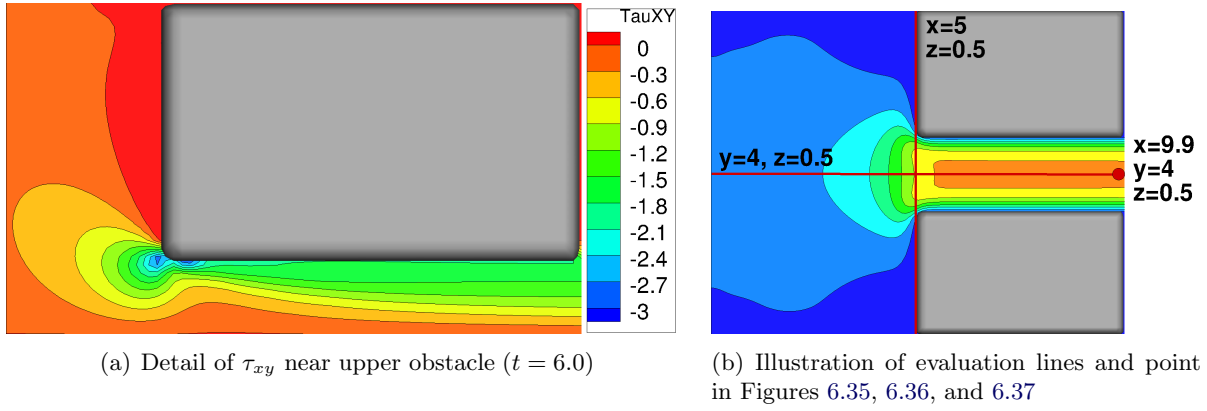 TauXY
0
-0.3
-0.6
-0.9
-1.2
-1.5
-1.8
-2.1
-2.4
-2.7
-3
(a) Detail of τxy near upper obstacle (t = 6.0)
x=5
z=0.5
y=4, z=0.5
x=9.9
y=4
z=0.5
(b) Illustration of evaluation lines and point
in Figures 6.35, 6.36, and 6.37